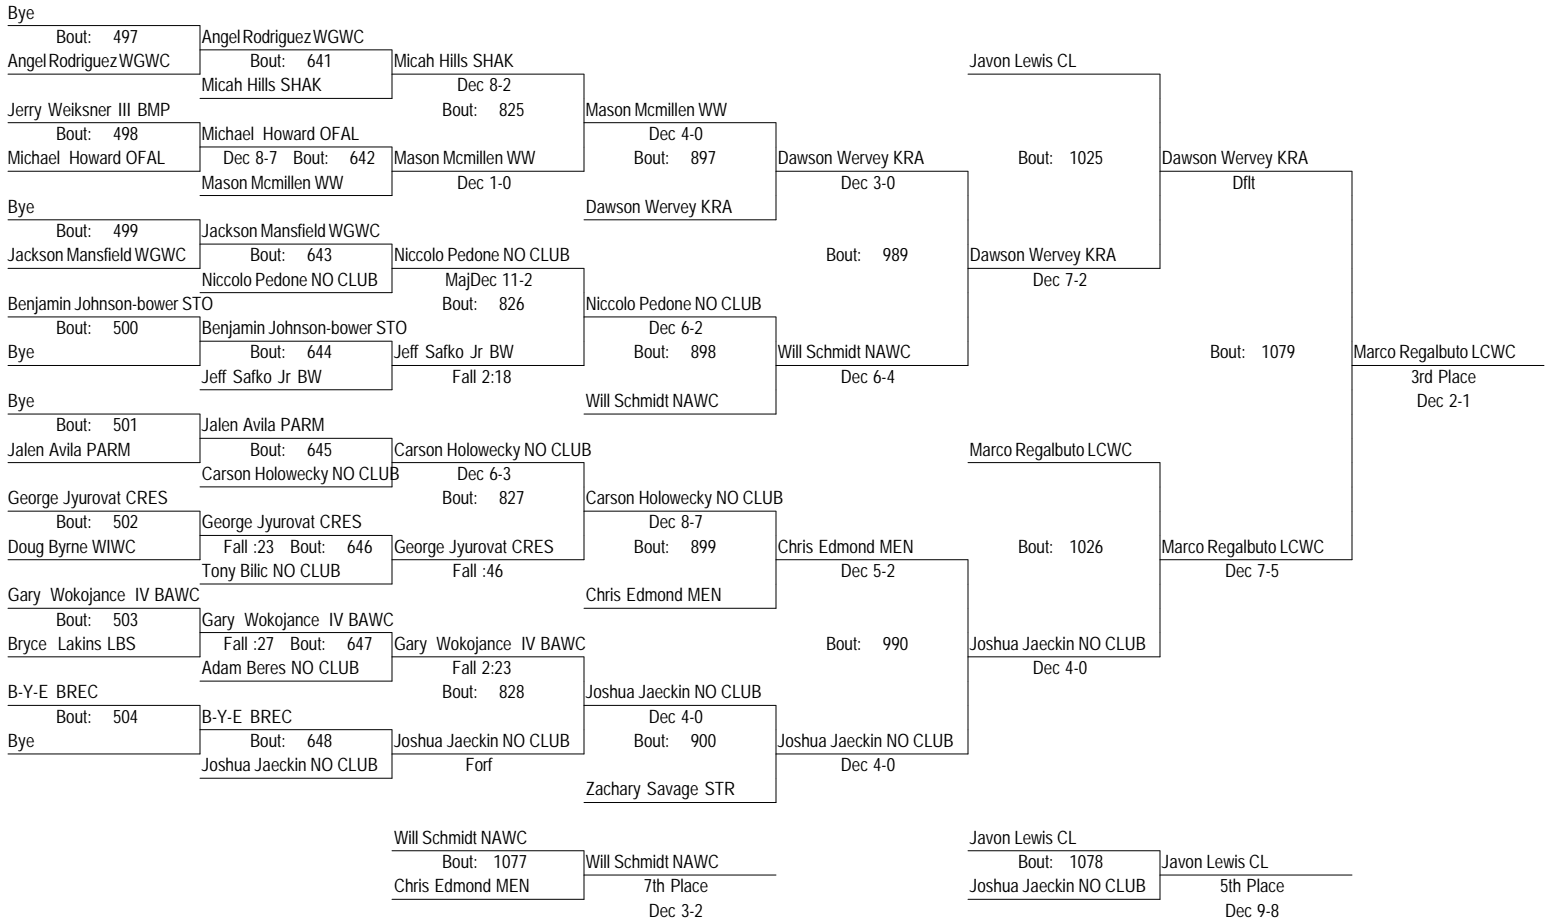 Bye
Bout: 497
Angel Rodriguez WGWC
Jerry Weiksner III BMP
Bout: 498
Michael Howard OFAL
Bye
Bout: 499
Jackson Mansfield WGWC
Benjamin Johnson-bower STO
Bout: 500
Bye
Bye
Bout: 501
Jalen Avila PARM
George Jyurovat CRES
Bout: 502
Doug Byrne WIWC
Gary Wokojance IV BAWC
Bout: 503
Bryce Lakins LBS
B-Y-E BREC
Bout: 504
Bye
Angel Rodriguez WGWC
Bout: 641
Micah Hills SHAK
Michael Howard OFAL
Dec 8-7 Bout: 642
Mason Mcmillen WW
Jackson Mansfield WGWC
Bout: 643
Niccolo Pedone NO CLUB
Benjamin Johnson-bower STO
Bout: 644
Jeff Safko Jr BW
Jalen Avila PARM
Bout: 645
Carson Holowecky NO CLUB
George Jyurovat CRES
Fall :23 Bout: 646
Tony Bilic NO CLUB
Gary Wokojance IV BAWC
Fall :27 Bout: 647
Adam Beres NO CLUB
B-Y-E BREC
Bout: 648
Joshua Jaeckin NO CLUB
Micah Hills SHAK
Dec 8-2
Bout: 825
Mason Mcmillen WW
Dec 1-0
Niccolo Pedone NO CLUB
MajDec 11-2
Bout: 826
Jeff Safko Jr BW
Fall 2:18
Carson Holowecky NO CLUB
Dec 6-3
Bout: 827
George Jyurovat CRES
Fall :46
Gary Wokojance IV BAWC
Fall 2:23
Bout: 828
Joshua Jaeckin NO CLUB
Forf
Mason Mcmillen WW
Dec 4-0
Bout: 897
Dawson Wervey KRA
Niccolo Pedone NO CLUB
Dec 6-2
Bout: 898
Will Schmidt NAWC
Carson Holowecky NO CLUB
Dec 8-7
Bout: 899
Chris Edmond MEN
Joshua Jaeckin NO CLUB
Dec 4-0
Bout: 900
Zachary Savage STR
Dawson Wervey KRA
Dec 3-0
Bout: 989
Will Schmidt NAWC
Dec 6-4
Chris Edmond MEN
Dec 5-2
Bout: 990
Joshua Jaeckin NO CLUB
Dec 4-0
Javon Lewis CL
Bout: 1025
Dawson Wervey KRA
Dec 7-2
Marco Regalbuto LCWC
Bout: 1026
Joshua Jaeckin NO CLUB
Dec 4-0
Dawson Wervey KRA
Dflt
Bout: 1079
Marco Regalbuto LCWC
Dec 7-5
Marco Regalbuto LCWC
3rd Place
Dec 2-1
Will Schmidt NAWC
Bout: 1077
Chris Edmond MEN
Will Schmidt NAWC
7th Place
Dec 3-2
Javon Lewis CL
Bout: 1078
Joshua Jaeckin NO CLUB
Javon Lewis CL
5th Place
Dec 9-8